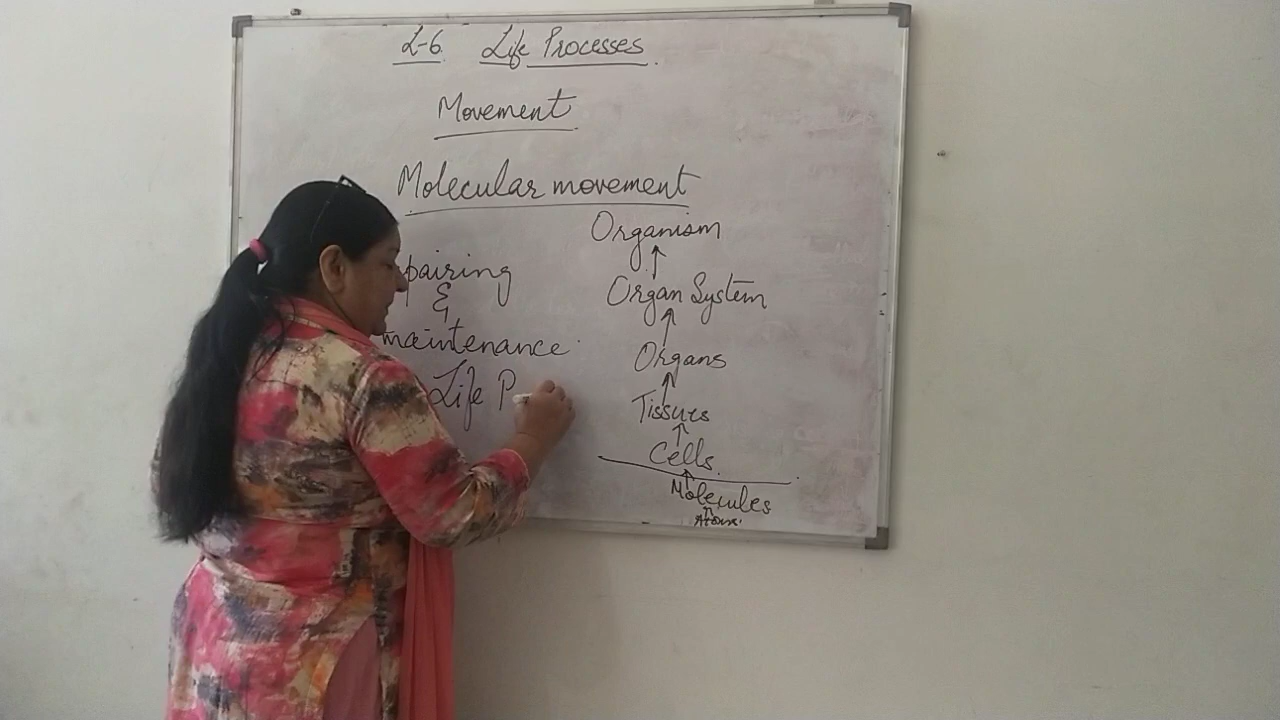 L-6 Life Processes
Movement
Molecular movement
pairing
&
maintenance
Life P
Organism
Organ System
Organs
Tissues
Cells
Molecules
Atoms